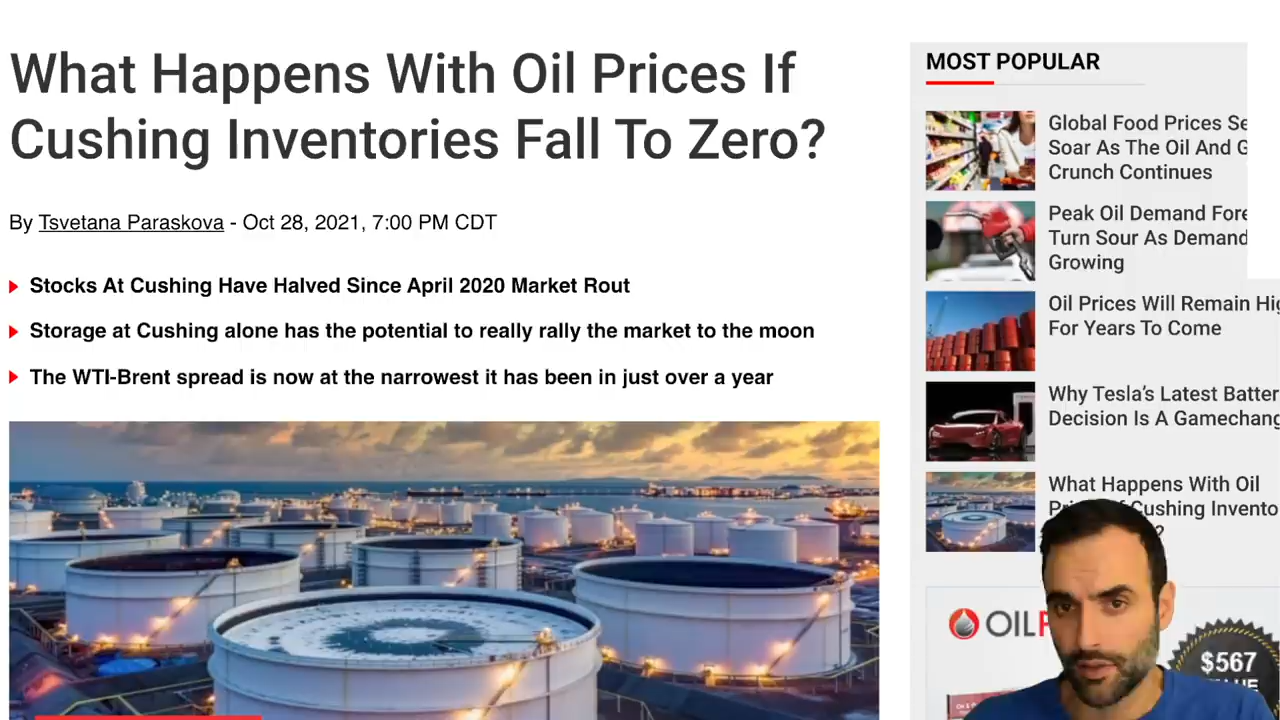 What Happens With Oil Prices If
Cushing Inventories Fall To Zero?
By Tsvetana Paraskova - Oct 28, 2021, 7:00 PM CDT
Stocks At Cushing Have Halved Since April 2020 Market Rout
Storage at Cushing alone has the potential to really rally the market to the moon
The WTI-Brent spread is now at the narrowest it has been in just over a year
MOST POPULAR
Global Food Prices Se
Soar As The Oil And G
Crunch Continues
Peak Oil Demand Fore
Turn Sour As Demand
Growing
Oil Prices Will Remain Hig
For Years To Come
Why Tesla’s Latest Batter
Decision Is A Gamechang
What Happens With Oil
Cushing Invento
?
OIL
$567